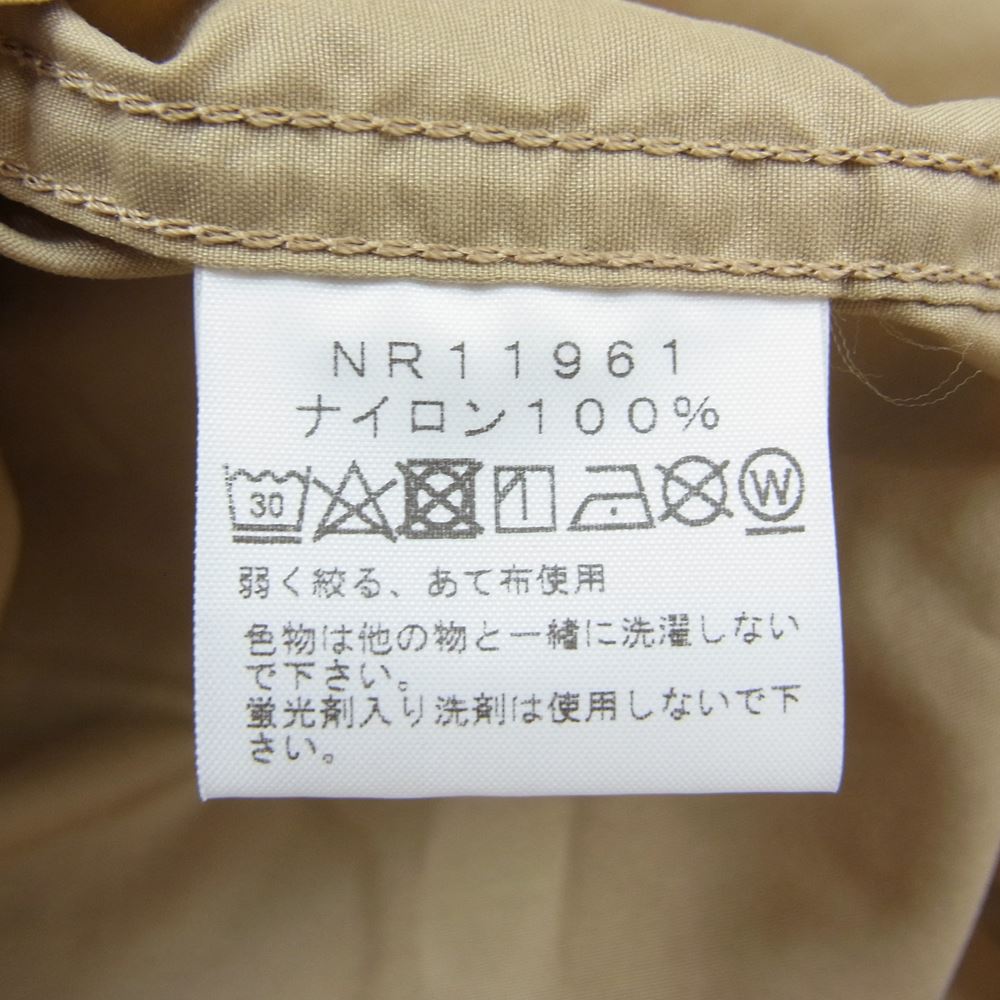 NR11961
ナイロン100%
30 W
弱く絞る、あて布使用
色物は他の物と一緒に洗濯しない
で下さい。
蛍光剤入り洗剤は使用しないで下
さい。